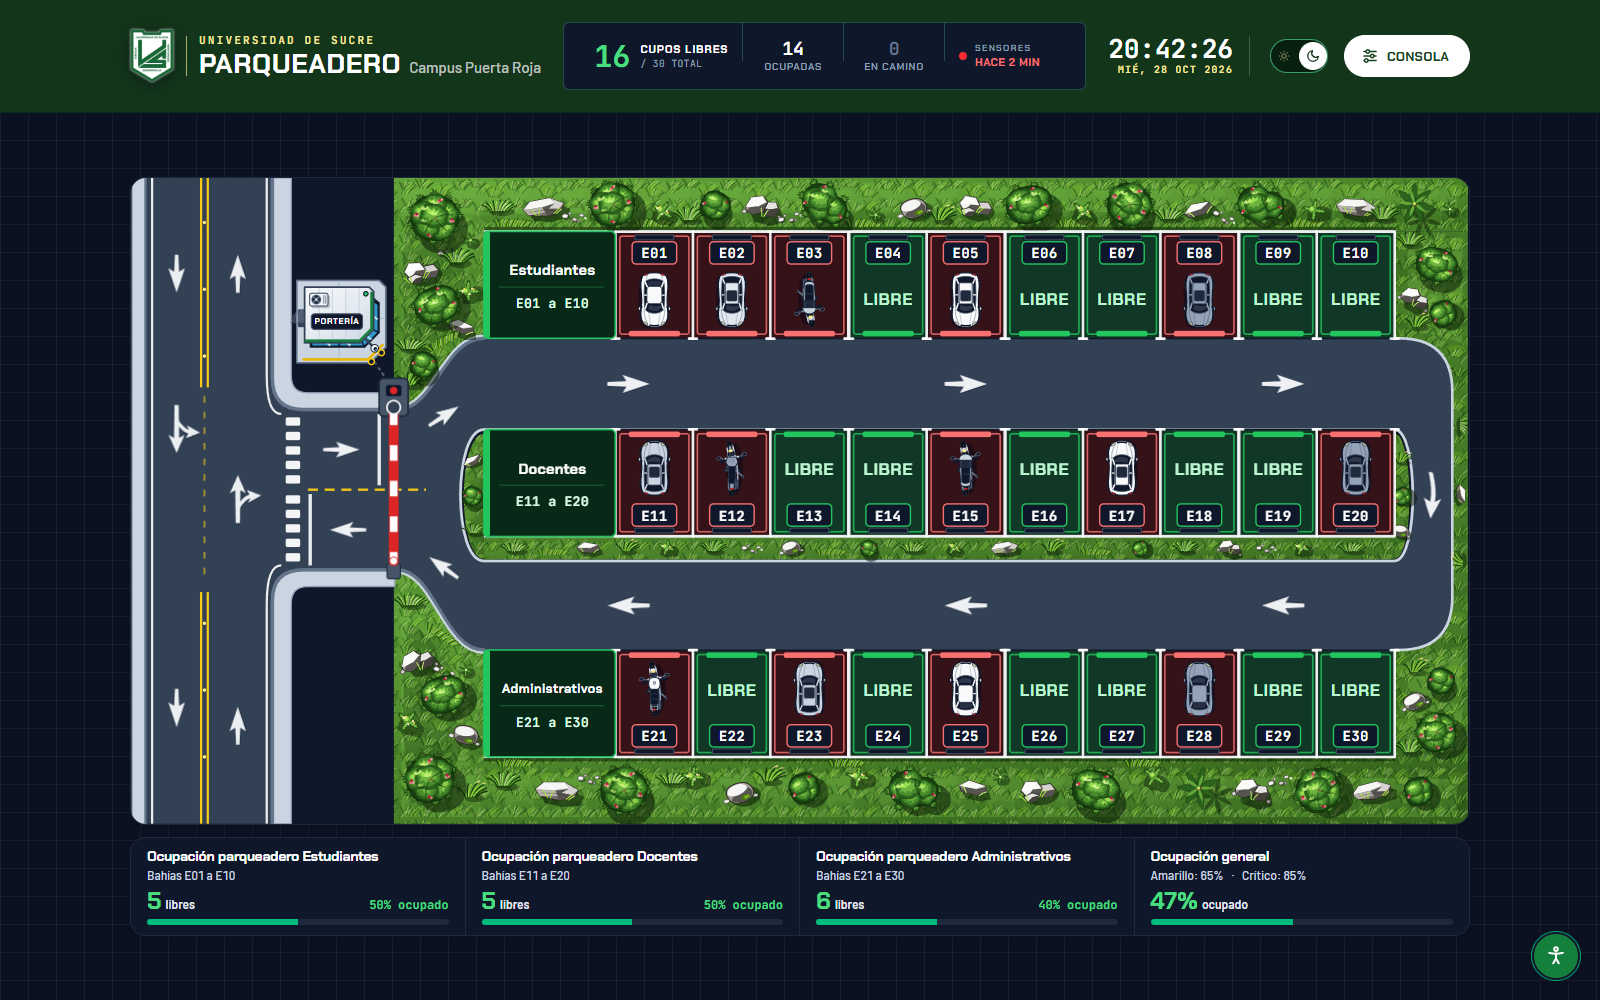 UNIVERSIDAD DE SUCRE
PARQUEADERO Campus Puerta Roja
16 CUPOS LIBRES
/ 30 TOTAL
14
OCUPADAS
0
EN CAMINO
SENSORES
HACE 2 MIN
20:42:26
MIÉ, 28 OCT 2026
CONSOLA
PORTERÍA
Estudiantes
E01 a E10
E01 E02 E03 E04 E05 E06 E07 E08 E09 E10
LIBRE LIBRE LIBRE LIBRE LIBRE
Docentes
E11 a E20
LIBRE LIBRE LIBRE LIBRE LIBRE
E11 E12 E13 E14 E15 E16 E17 E18 E19 E20
Administrativos
E21 a E30
LIBRE LIBRE LIBRE LIBRE LIBRE LIBRE
E21 E22 E23 E24 E25 E26 E27 E28 E29 E30
Ocupación parqueadero Estudiantes
Bahías E01 a E10
5 libres 50% ocupado
Ocupación parqueadero Docentes
Bahías E11 a E20
5 libres 50% ocupado
Ocupación parqueadero Administrativos
Bahías E21 a E30
6 libres 40% ocupado
Ocupación general
Amarillo: 65% · Crítico: 85%
47% ocupado